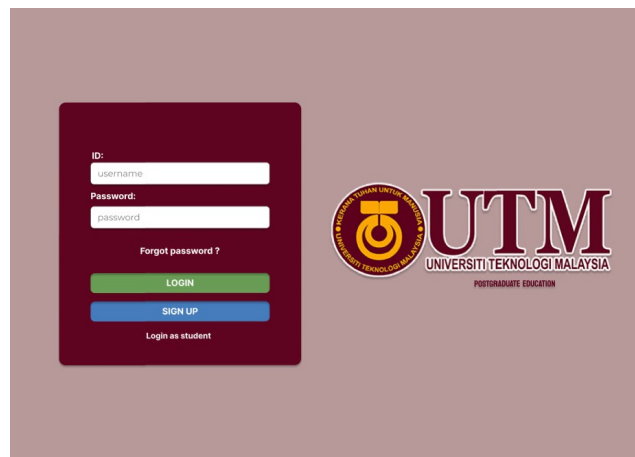 ID:
username
Password:
password
Forgot password ?
LOGIN
SIGN UP
Login as student
KERANA TUHAN UNTUK MANUSIA
UNIVERSITI TEKNOLOGI MALAYSIA
UTM
UNIVERSITI TEKNOLOGI MALAYSIA
POSTGRADUATE EDUCATION